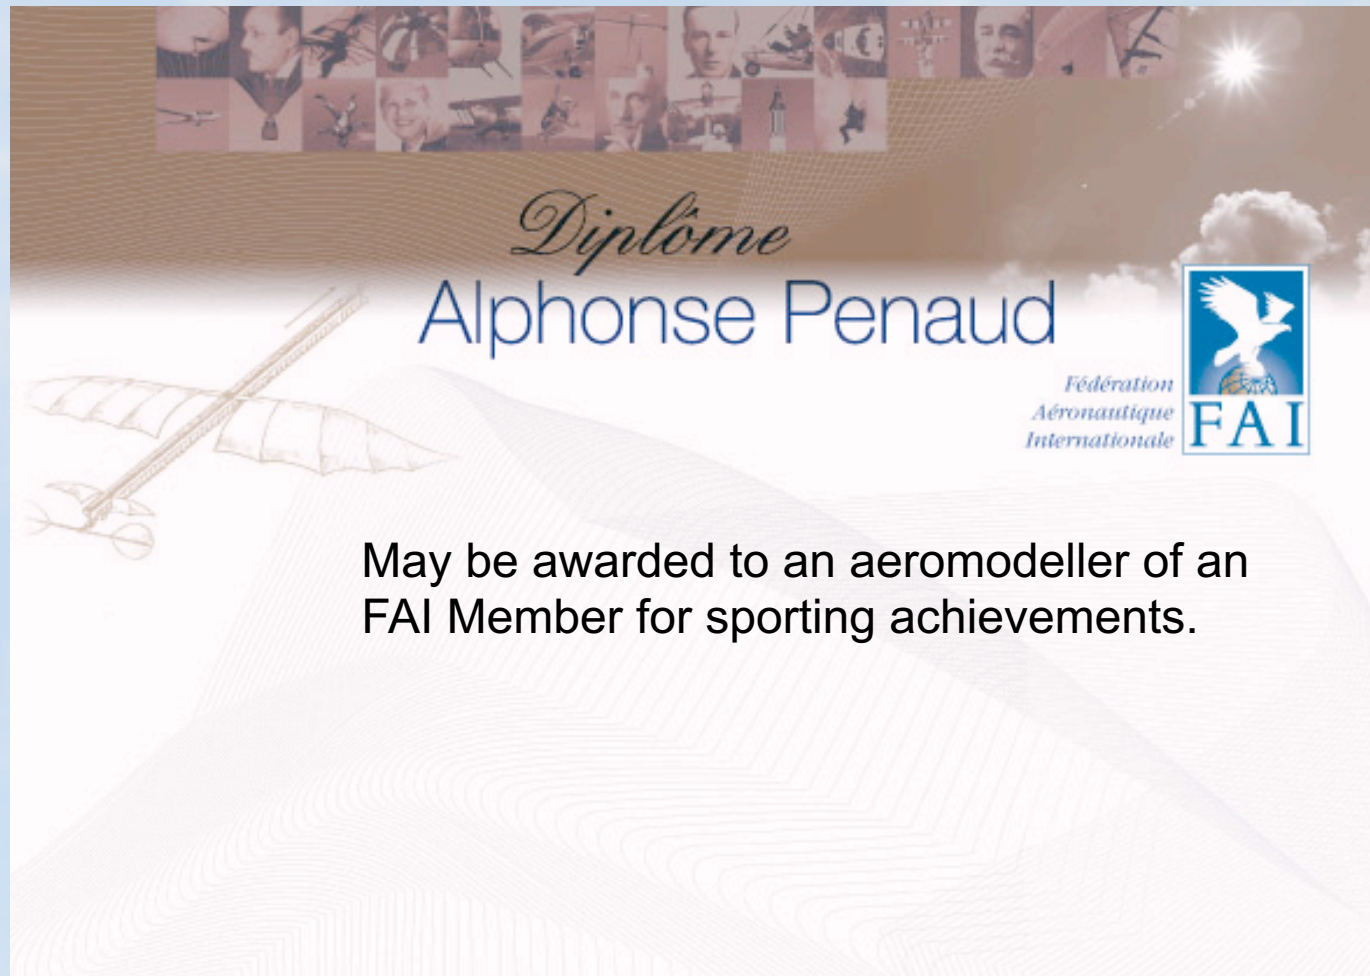 Diplôme
Alphonse Penaud
Fédération
Aéronautique
Internationale
FAI
May be awarded to an aeromodeller of an
FAI Member for sporting achievements.